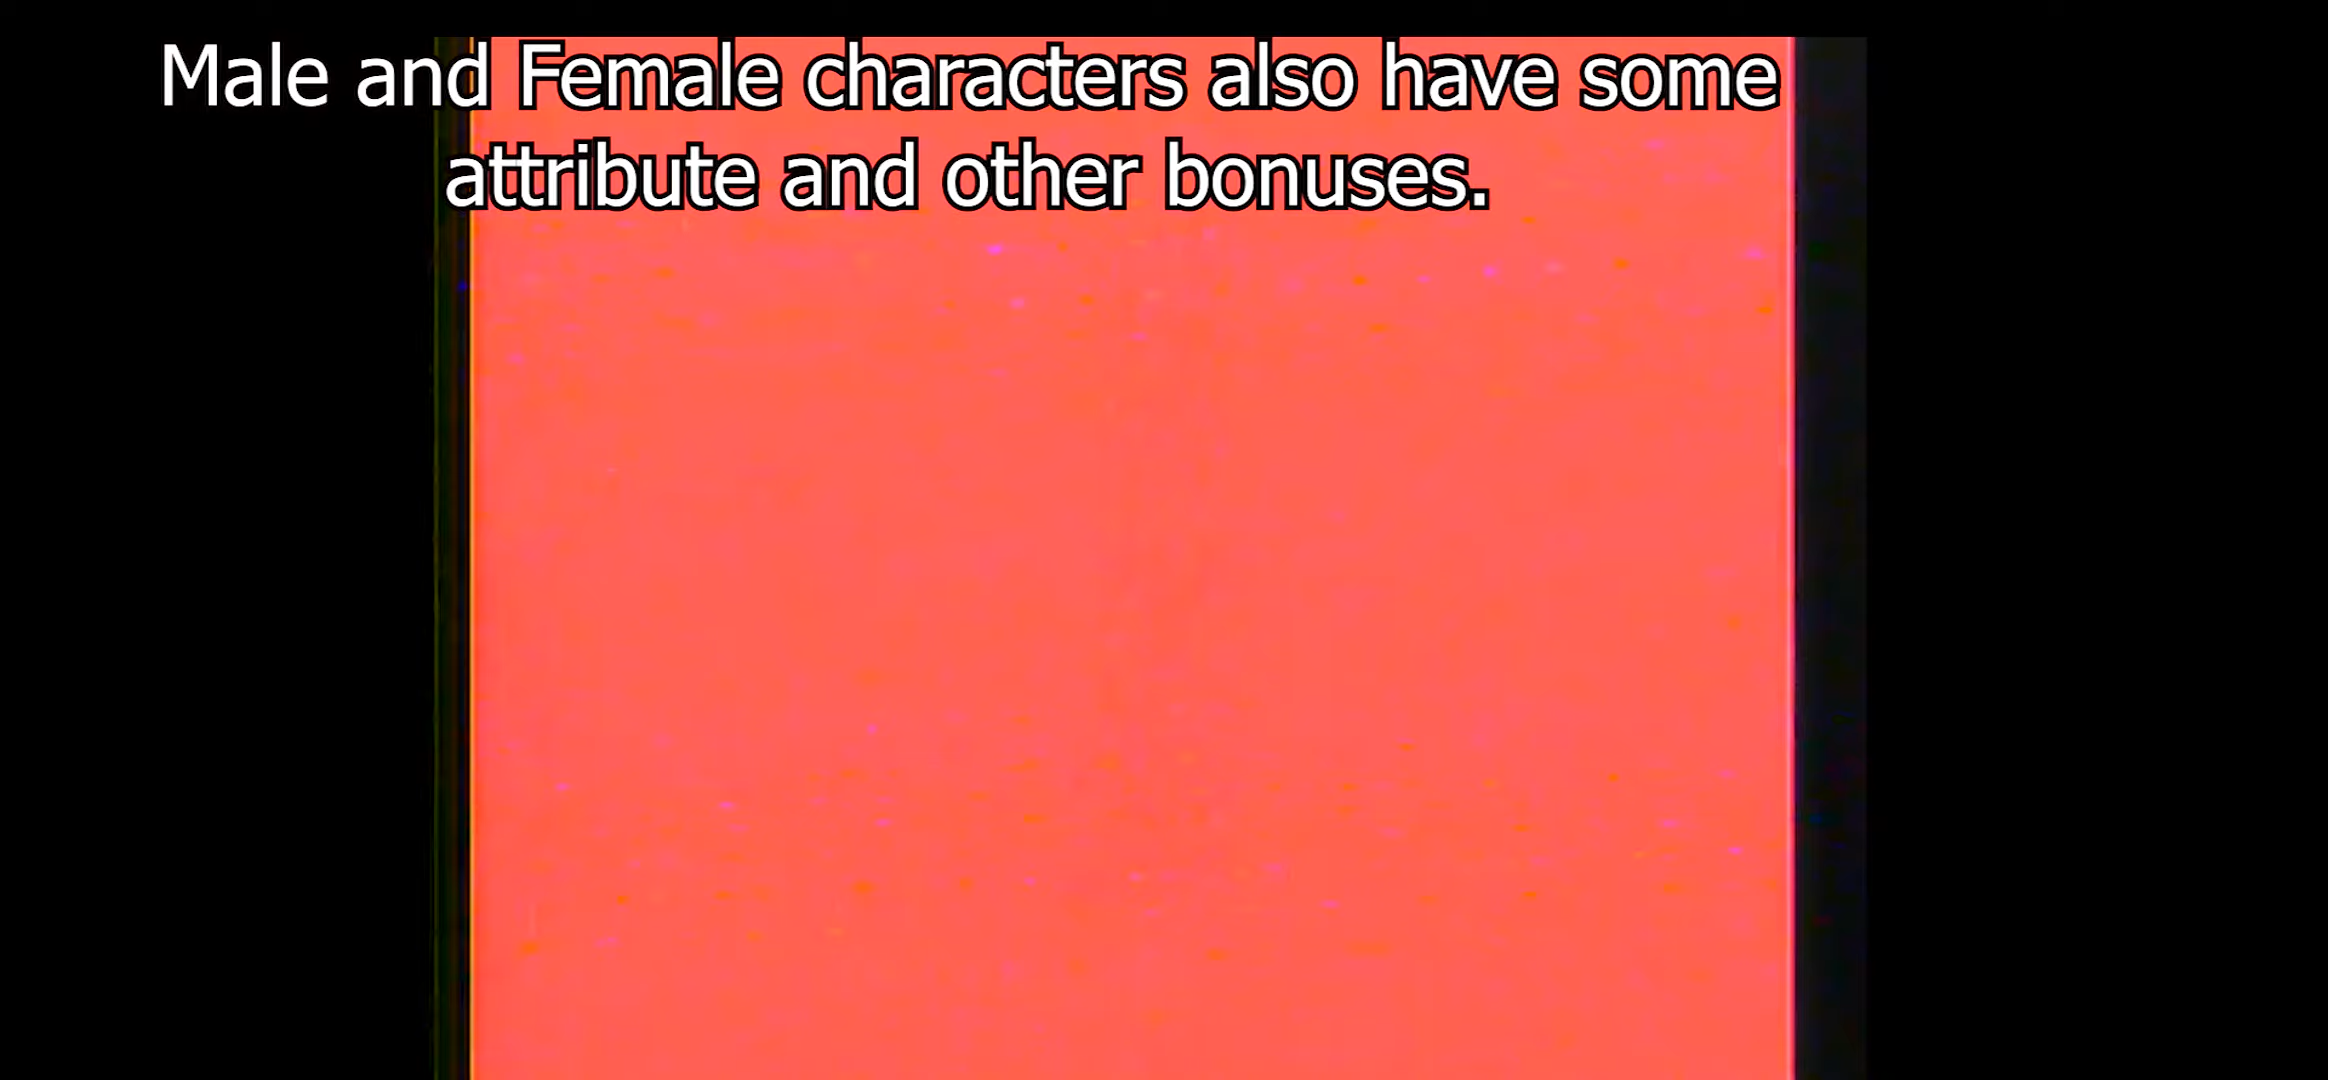 Male and Female characters also have some
attribute and other bonuses.